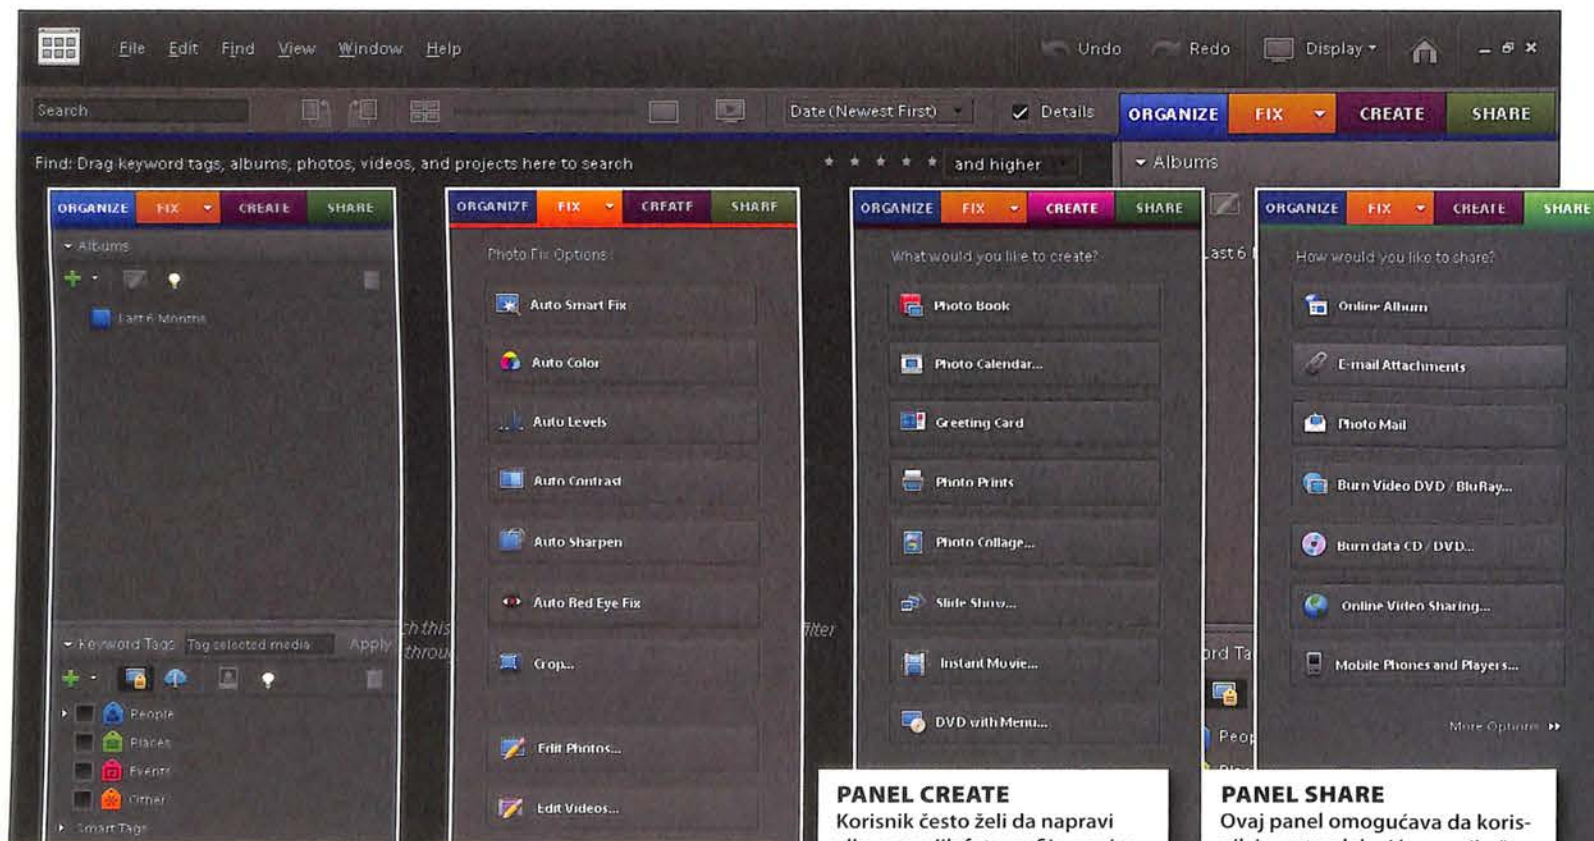 File Edit Find View Window Help
Undo Redo Display
Search
Date (Newest First) Details
ORGANIZE FIX CREATE SHARE
Find: Drag keyword tags, albums, photos, videos, and projects here to search
and higher
Albums
Last 6
ORGANIZE FIX CREATE SHARE
Albums
Last 6 Months
Keyword Tags Tag selected media Apply
People
Places
Events
Other
Smart Tags
ORGANIZE FIX CREATE SHARE
Photo Fix Options
Auto Smart Fix
Auto Color
Auto Levels
Auto Contrast
Auto Sharpen
Auto Red Eye Fix
Crop...
Edit Photos...
Edit Videos...
this
filter
ORGANIZE FIX CREATE SHARE
What would you like to create?
Photo Book
Photo Calendar...
Greeting Card
Photo Prints
Photo Collage...
Slide Show...
Instant Movie...
DVD with Menu...
ORGANIZE FIX CREATE SHARE
How would you like to share?
Online Album
E-mail Attachments
Photo Mail
Burn Video DVD / BluRay...
Burn data CD / DVD...
Online Video Sharing...
Mobile Phones and Players...
More Options
PANEL CREATE
Korisnik često želi da napravi
PANEL SHARE
Ovaj panel omogućava da koris-